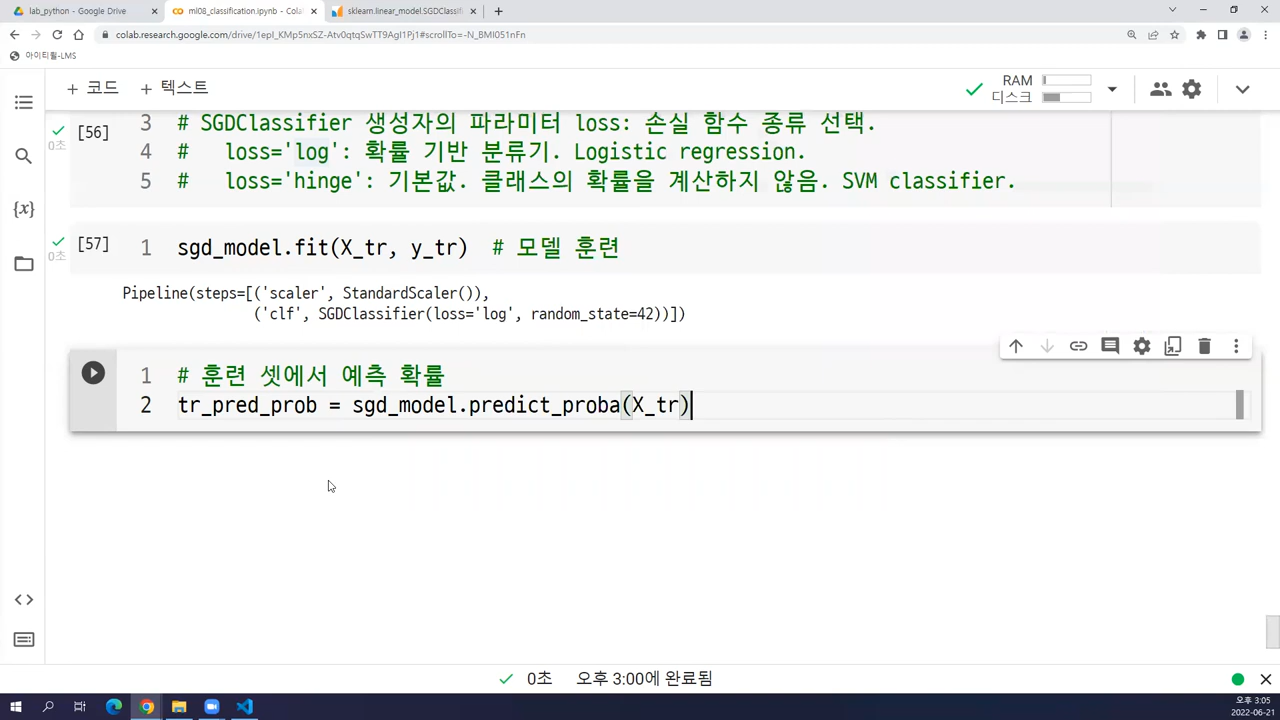 lab_python - Google Drive
ml08_classification.ipynb - Colab
sklearn.linear_model.SGDClassifi
colab.research.google.com/drive/1epI_KMp5nxSZ-Atv0qtqSwTT9AgI1Pj1#scrollTo=-N_BMI051nFn
아이티윌-LMS
+ 코드 + 텍스트
RAM
디스크
[56]
3 # SGDClassifier 생성자의 파라미터 loss: 손실 함수 종류 선택.
0초
4 #   loss='log': 확률 기반 분류기. Logistic regression.
5 #   loss='hinge': 기본값. 클래스의 확률을 계산하지 않음. SVM classifier.
{x}
[57]
1 sgd_model.fit(X_tr, y_tr)  # 모델 훈련
0초
Pipeline(steps=[('scaler', StandardScaler()),
('clf', SGDClassifier(loss='log', random_state=42))])
1 # 훈련 셋에서 예측 확률
2 tr_pred_prob = sgd_model.predict_proba(X_tr)
0초 오후 3:00에 완료됨
오후 3:05
2022-06-21